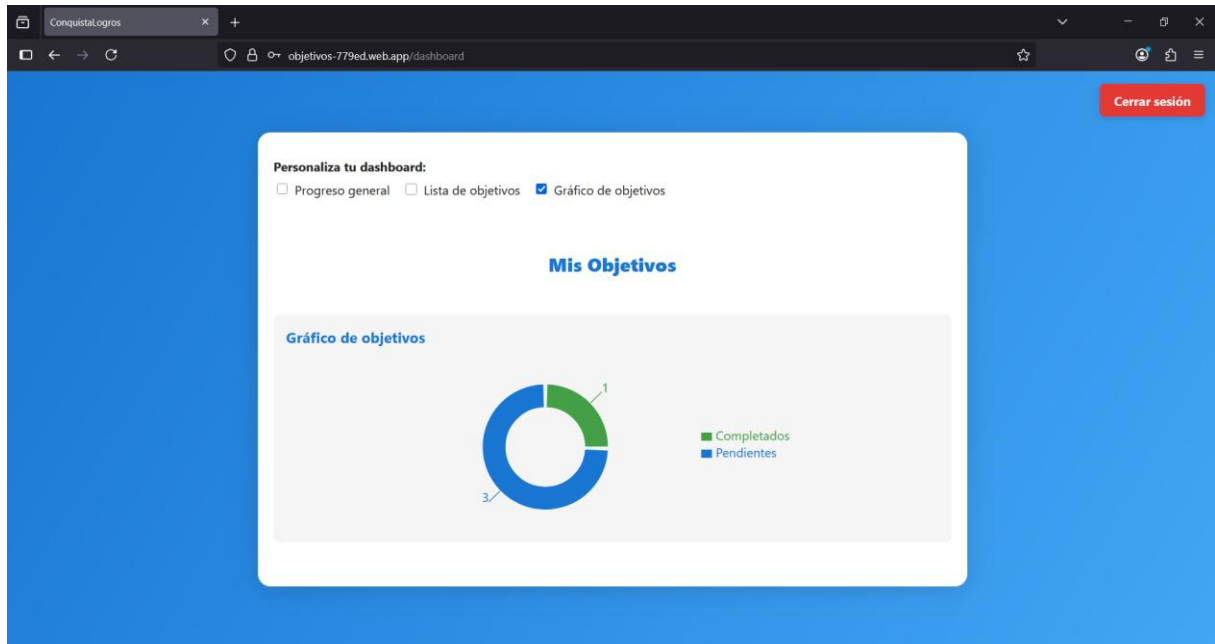 ConquistaLogros
objetivos-779ed.web.app/dashboard
Cerrar sesión
Personaliza tu dashboard:
Progreso general Lista de objetivos Gráfico de objetivos
Mis Objetivos
Gráfico de objetivos
1
Completados
Pendientes
3